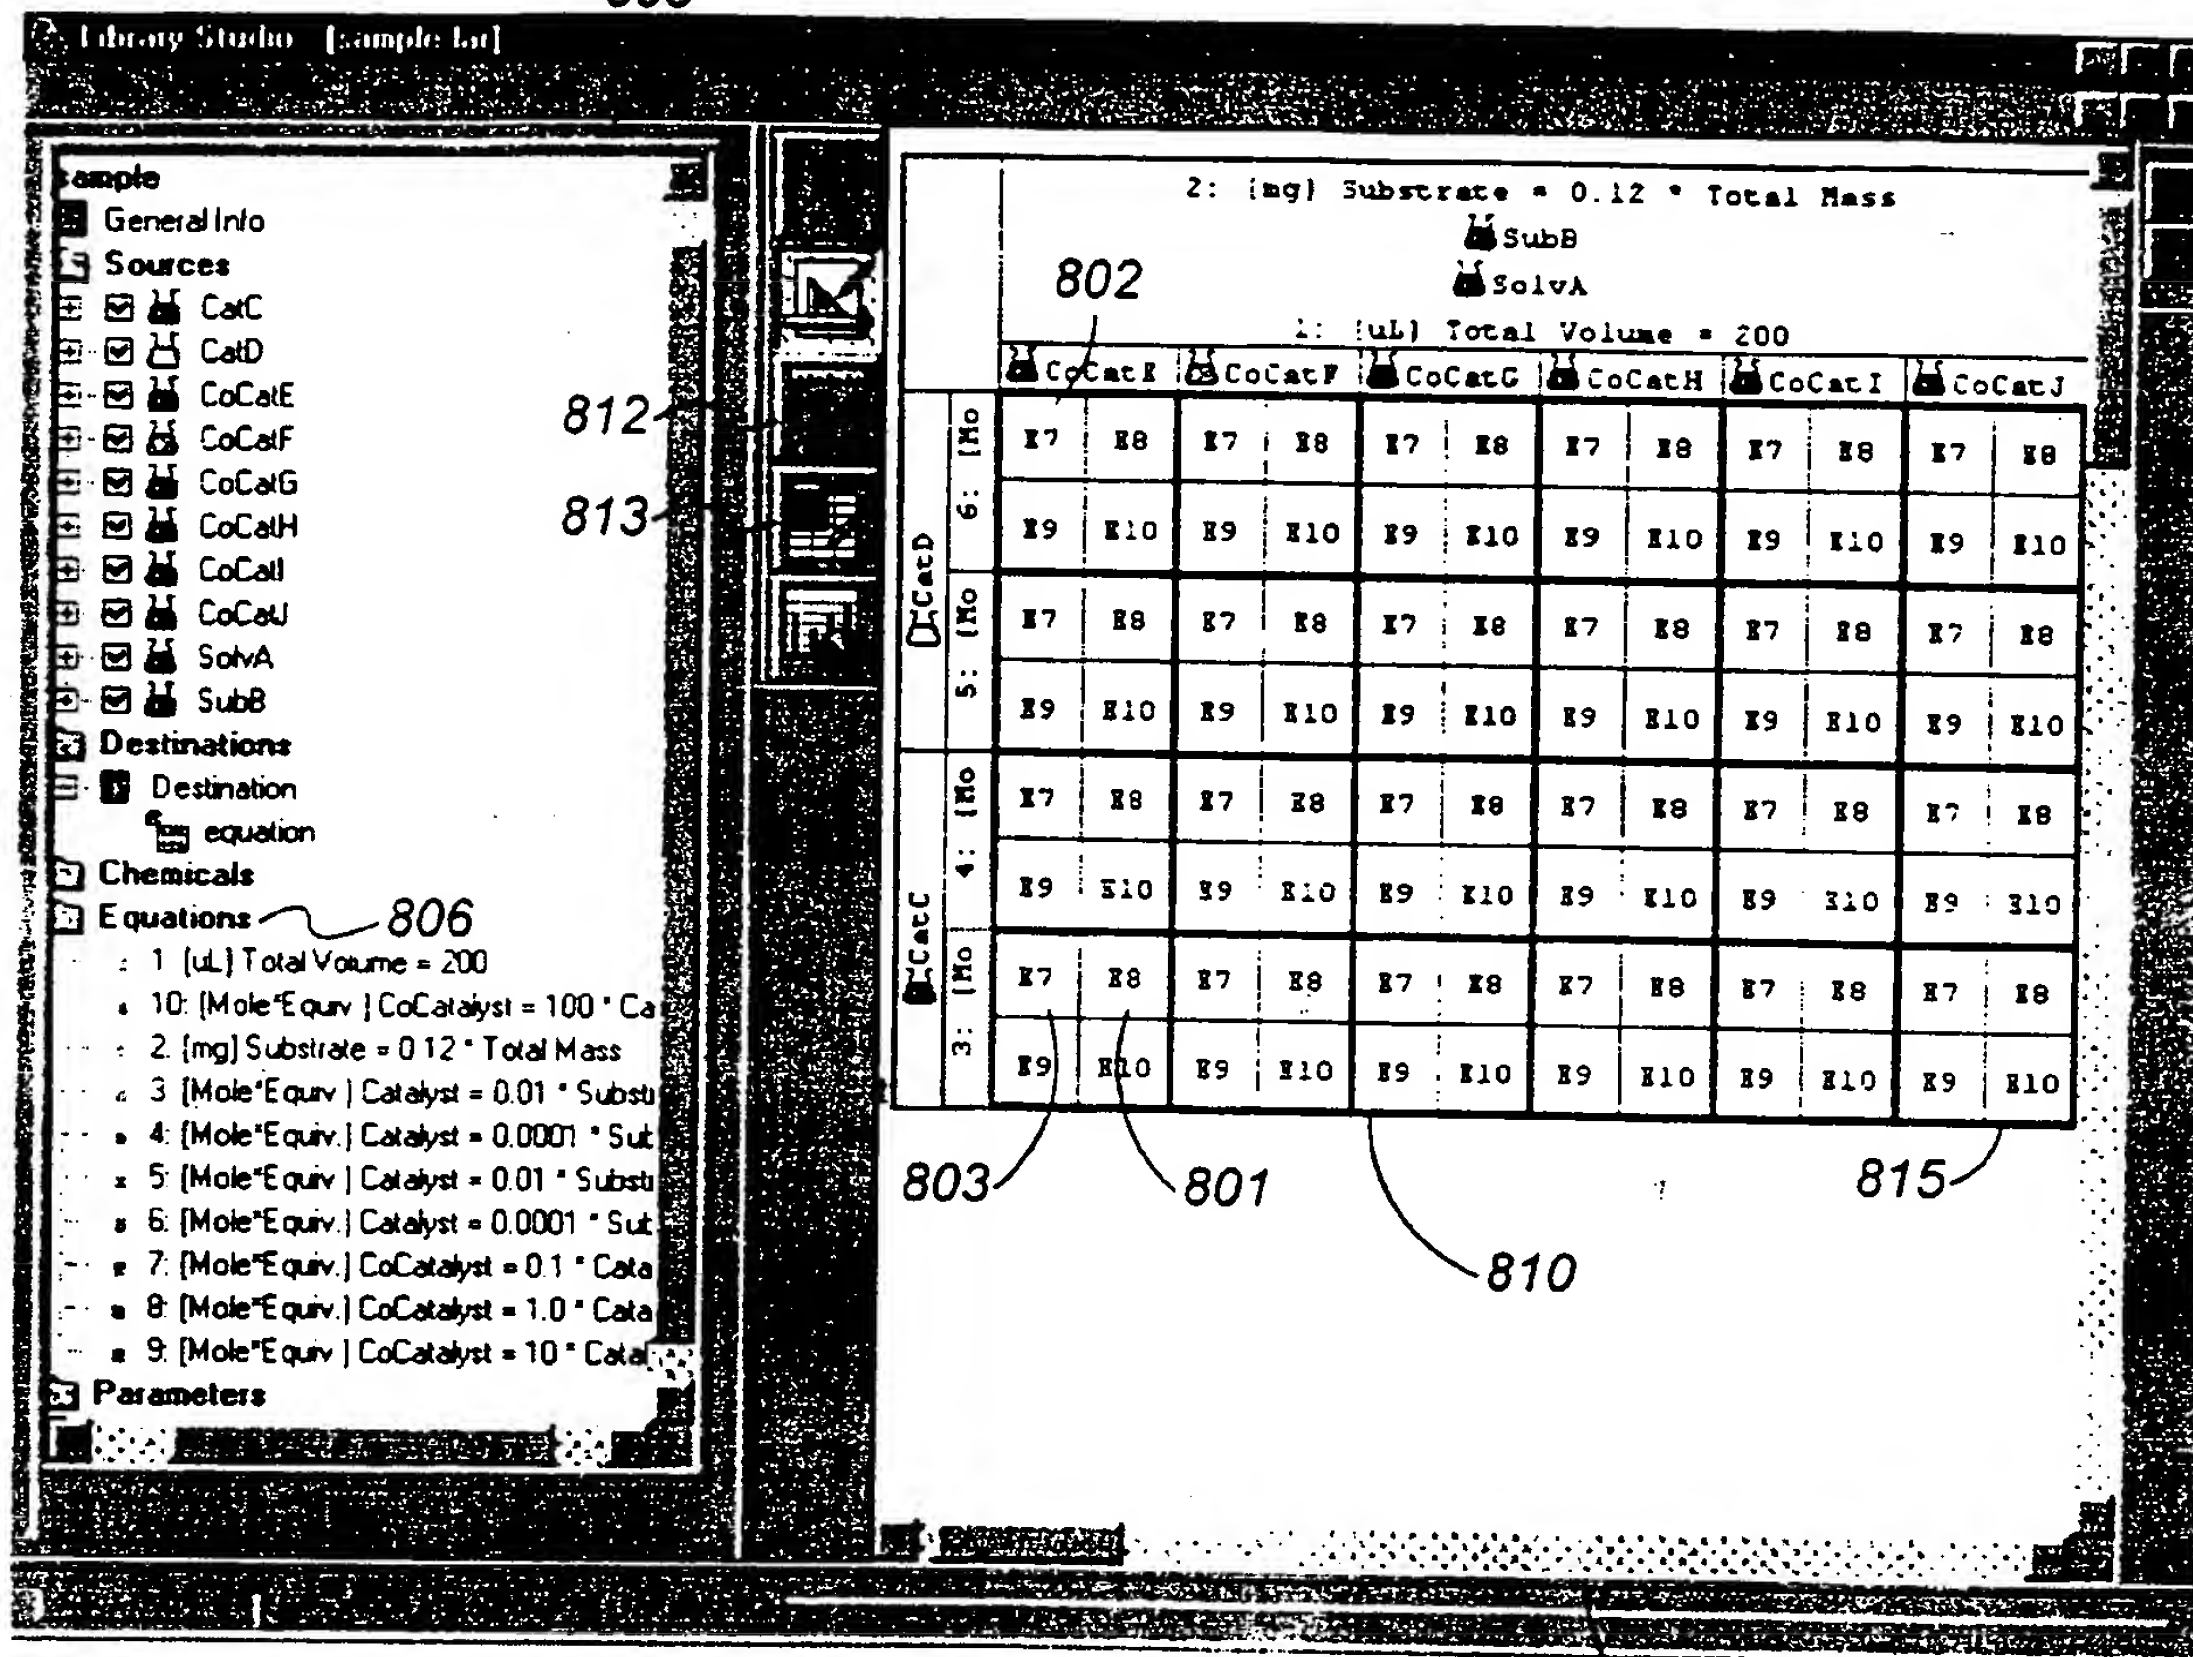 Library Studio [sample.lat]
sample
General Info
Sources
CatC
CatD
CoCatE
CoCatF
CoCatG
CoCatH
CoCatI
CoCatJ
SolvA
SubB
Destinations
Destination
equation
Chemicals
Equations
806
1 (uL) Total Volume = 200
10: (Mole*Equiv ) CoCatalyst = 100 * Ca
2. (mg) Substrate = 0 12 * Total Mass
3 (Mole*Equiv ) Catalyst = 0.01 * Substi
4: (Mole*Equiv.) Catalyst = 0.0001 * Sut
5: (Mole*Equiv ) Catalyst = 0.01 * Substi
6: (Mole*Equiv.) Catalyst = 0.0001 * Sut
7: (Mole*Equiv.) CoCatalyst = 0.1 * Cata
8: (Mole*Equiv.) CoCatalyst = 1.0 * Cata
9: (Mole*Equiv ) CoCatalyst = 10 * Catal
Parameters
812
813
2: (mg) Substrate = 0.12 * Total Mass
SubB
SolvA
1: (uL) Total Volume = 200
802
CoCatE CoCatF CoCatG CoCatH CoCatI CoCatJ
CatD
6: (Mo
E7 E8 E7 E8 E7 E8 E7 E8 E7 E8 E7 E8
E9 E10 E9 E10 E9 E10 E9 E10 E9 E10 E9 E10
5: (Mo
E7 E8 E7 E8 E7 E8 E7 E8 E7 E8 E7 E8
E9 E10 E9 E10 E9 E10 E9 E10 E9 E10 E9 E10
CatC
4: (Mo
E7 E8 E7 E8 E7 E8 E7 E8 E7 E8 E7 E8
E9 E10 E9 E10 E9 E10 E9 E10 E9 E10 E9 E10
3: (Mo
E7 E8 E7 E8 E7 E8 E7 E8 E7 E8 E7 E8
E9 E10 E9 E10 E9 E10 E9 E10 E9 E10 E9 E10
803
801
810
815